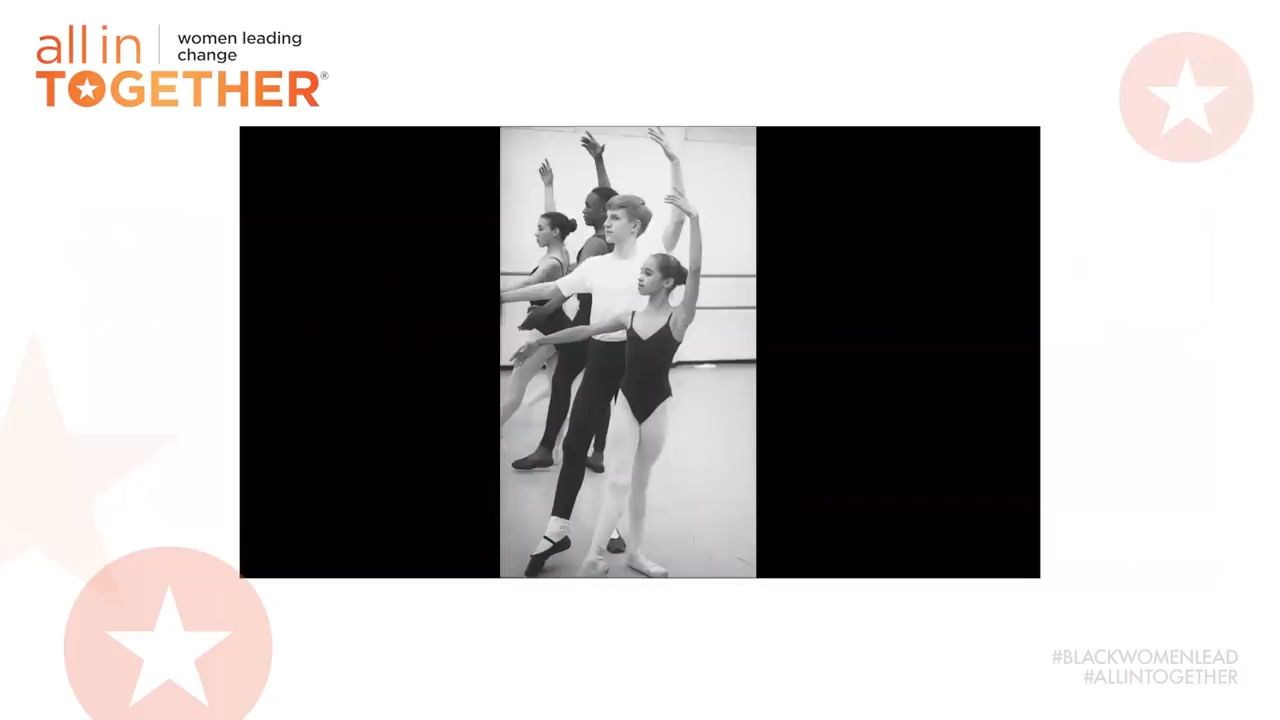 all in
women leading
change
TOGETHER®
#BLACKWOMENLEAD
#ALLINTOGETHER